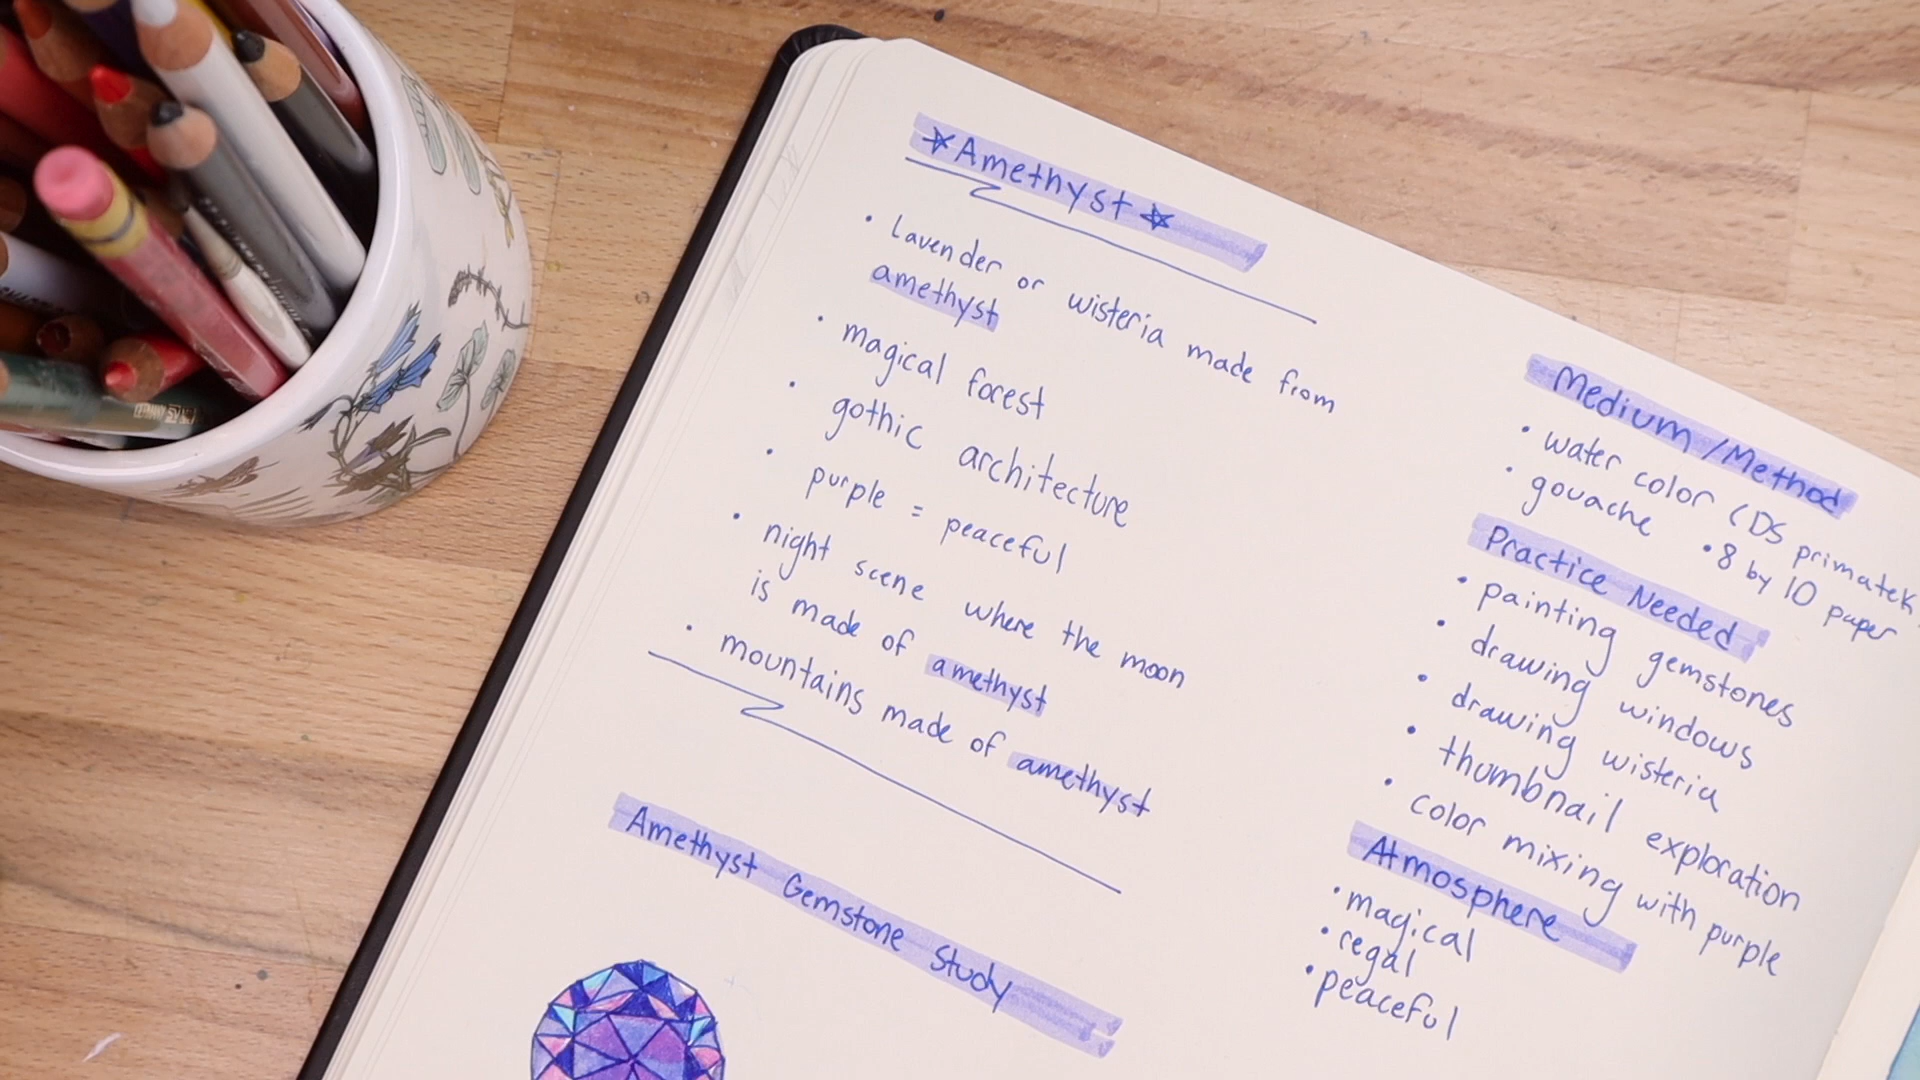 ☆Amethyst☆
• Lavender or wisteria made from
amethyst
• magical forest
• gothic architecture
• purple = peaceful
• night scene where the moon
is made of amethyst
• mountains made of amethyst
Amethyst Gemstone Study
Medium/Method
• water color (DS primatek
• gouache • 8 by 10 paper
Practice Needed
• painting gemstones
• drawing windows
• drawing wisteria
• thumbnail exploration
• color mixing with purple
Atmosphere
• magical
• regal
• peaceful